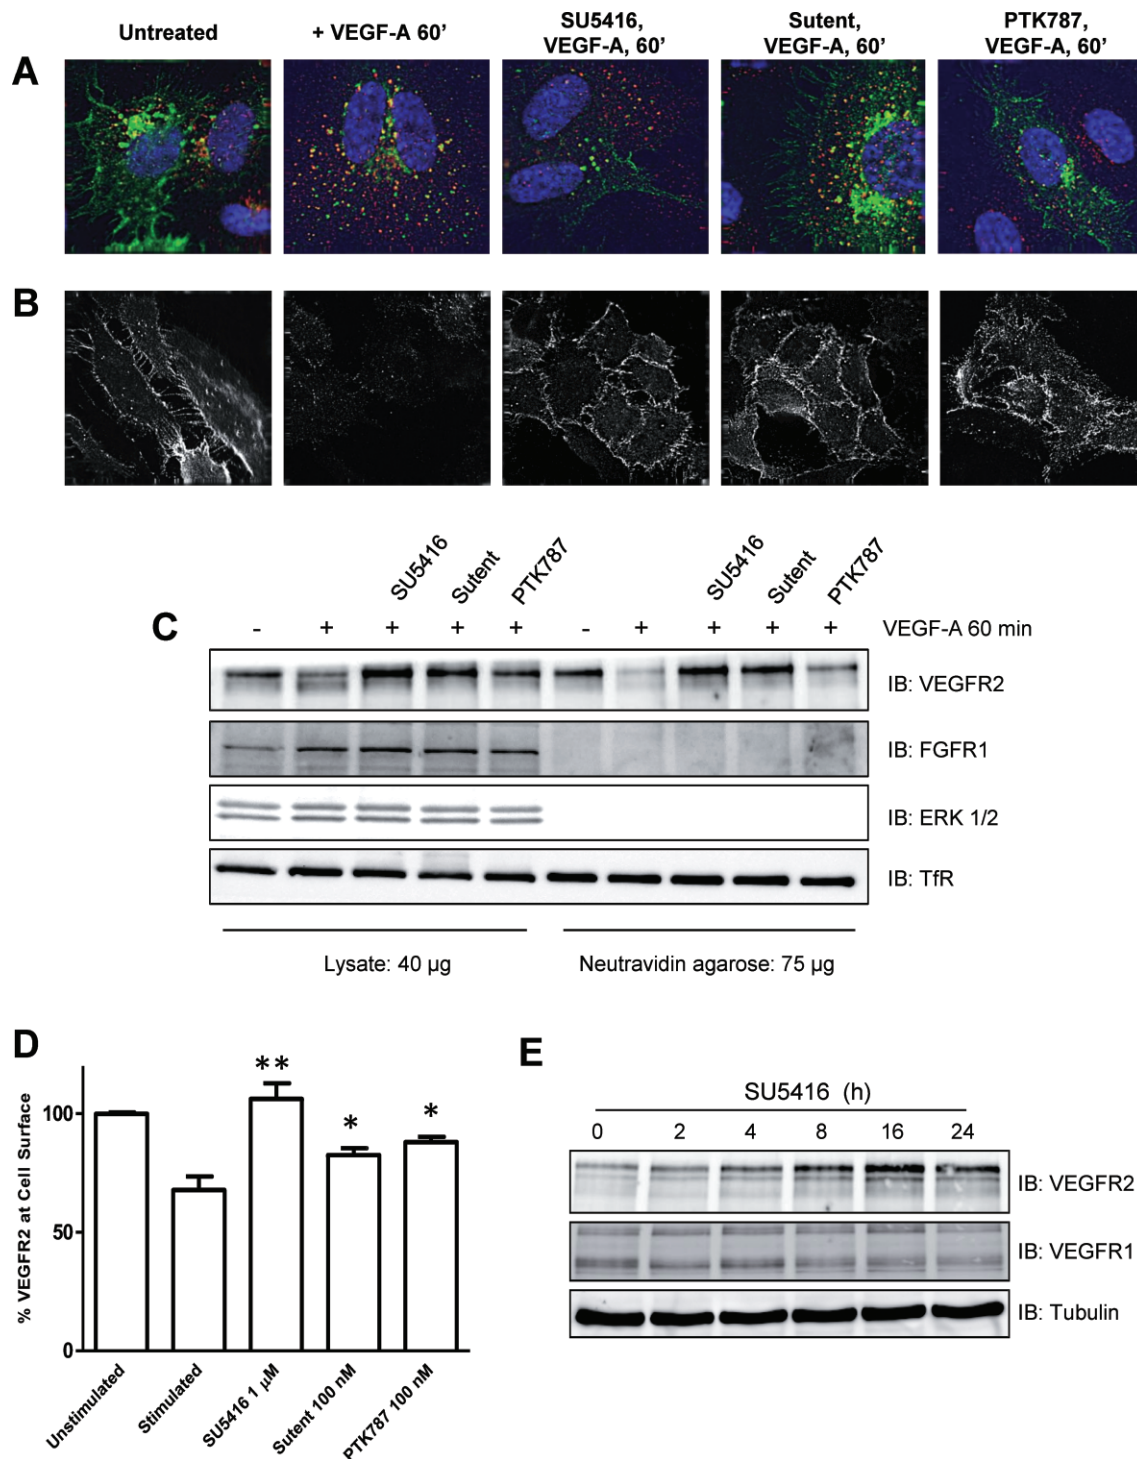 Untreated
+ VEGF-A 60'
SU5416,
VEGF-A, 60'
Sutent,
VEGF-A, 60'
PTK787,
VEGF-A, 60'
A
B
C
SU5416
Sutent
PTK787
SU5416
Sutent
PTK787
- + + + + - + + + + VEGF-A 60 min
IB: VEGFR2
IB: FGFR1
IB: ERK 1/2
IB: TfR
Lysate: 40 μg
Neutravidin agarose: 75 μg
D
% VEGFR2 at Cell Surface
100
50
0
**
*
*
Unstimulated
Stimulated
SU5416 1 μM
Sutent 100 nM
PTK787 100 nM
E
SU5416 (h)
0 2 4 8 16 24
IB: VEGFR2
IB: VEGFR1
IB: Tubulin